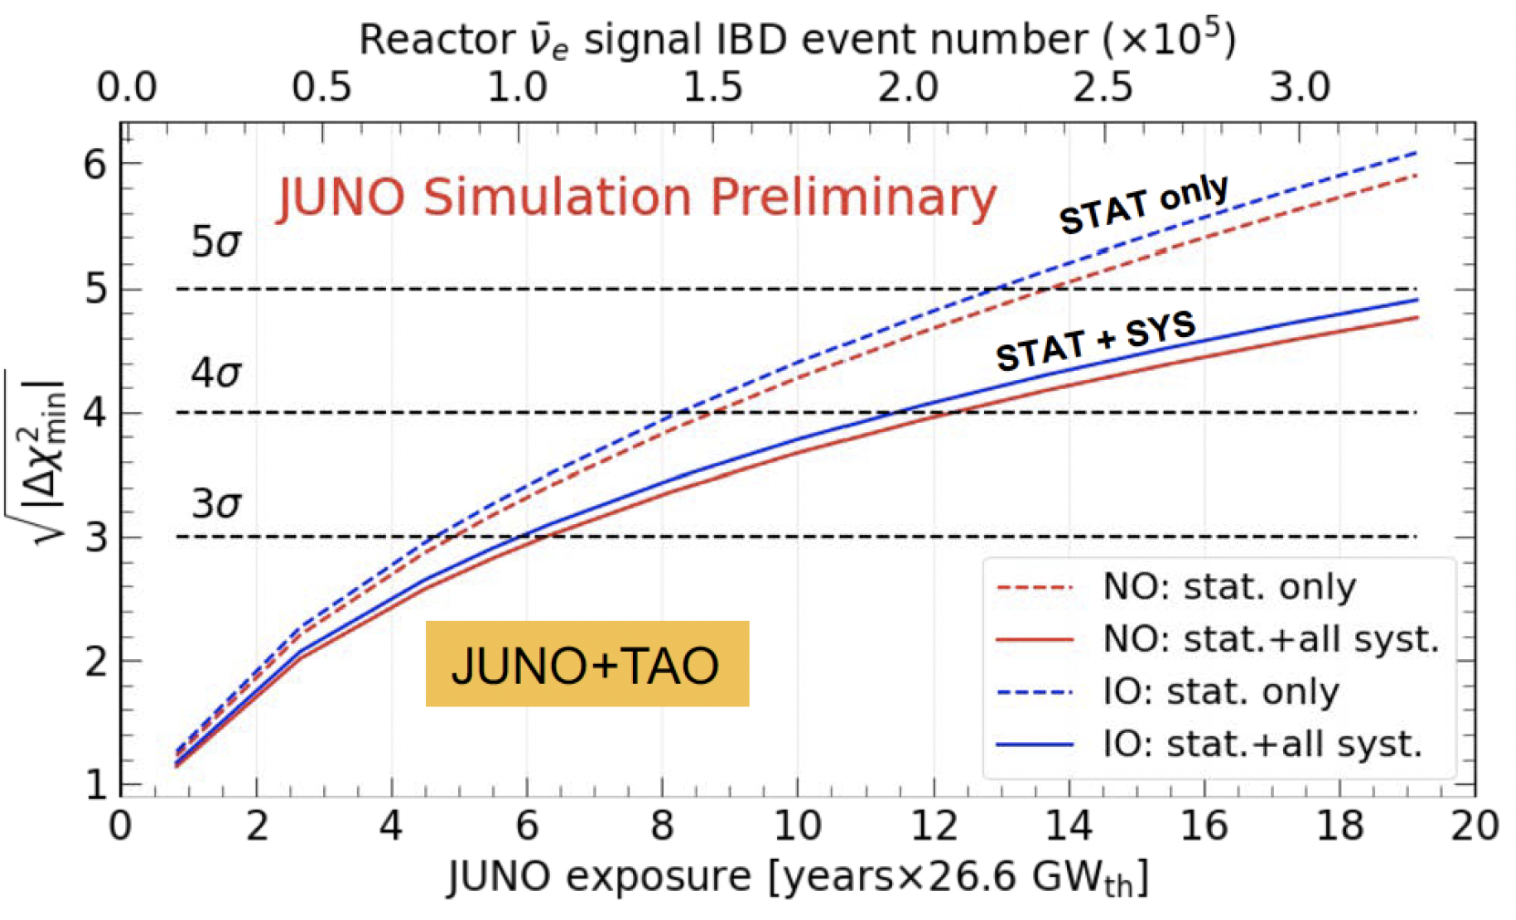 Reactor ν̄ₑ signal IBD event number (×10⁵)
0.0 0.5 1.0 1.5 2.0 2.5 3.0
JUNO Simulation Preliminary
STAT only
STAT + SYS
5σ
4σ
3σ
6
5
4
3
2
1
√|Δχ²min|
JUNO+TAO
NO: stat. only
NO: stat.+all syst.
IO: stat. only
IO: stat.+all syst.
0 2 4 6 8 10 12 14 16 18 20
JUNO exposure [years×26.6 GWth]